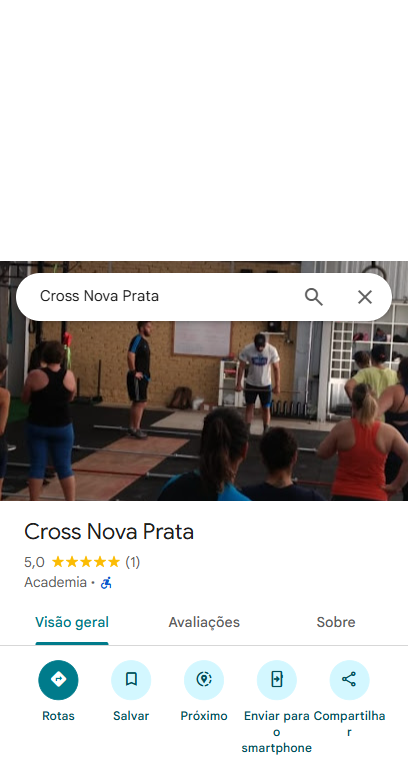 Cross Nova Prata
Cross Nova Prata
5,0 ★★★★★ (1)
Academia ·
Visão geral Avaliações Sobre
Rotas Salvar Próximo Enviar para Compartilha
o r
smartphone